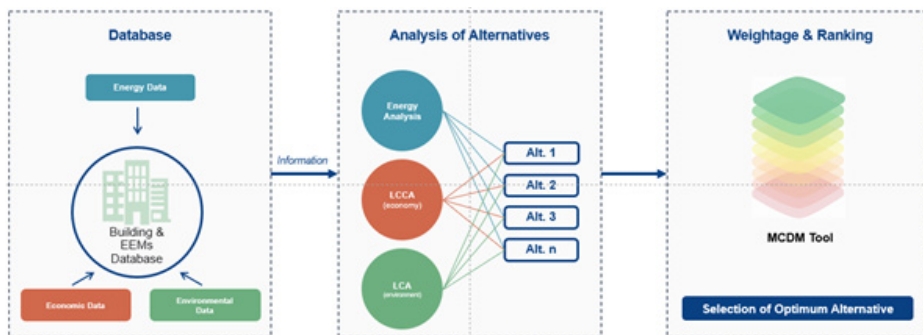 Database
Energy Data
Building &
EEMs
Database
Economic Data
Environmental
Data
Information
Analysis of Alternatives
Energy
Analysis
LCCA
(economy)
LCA
(environment)
Alt. 1
Alt. 2
Alt. 3
Alt. n
Weightage & Ranking
MCDM Tool
Selection of Optimum Alternative